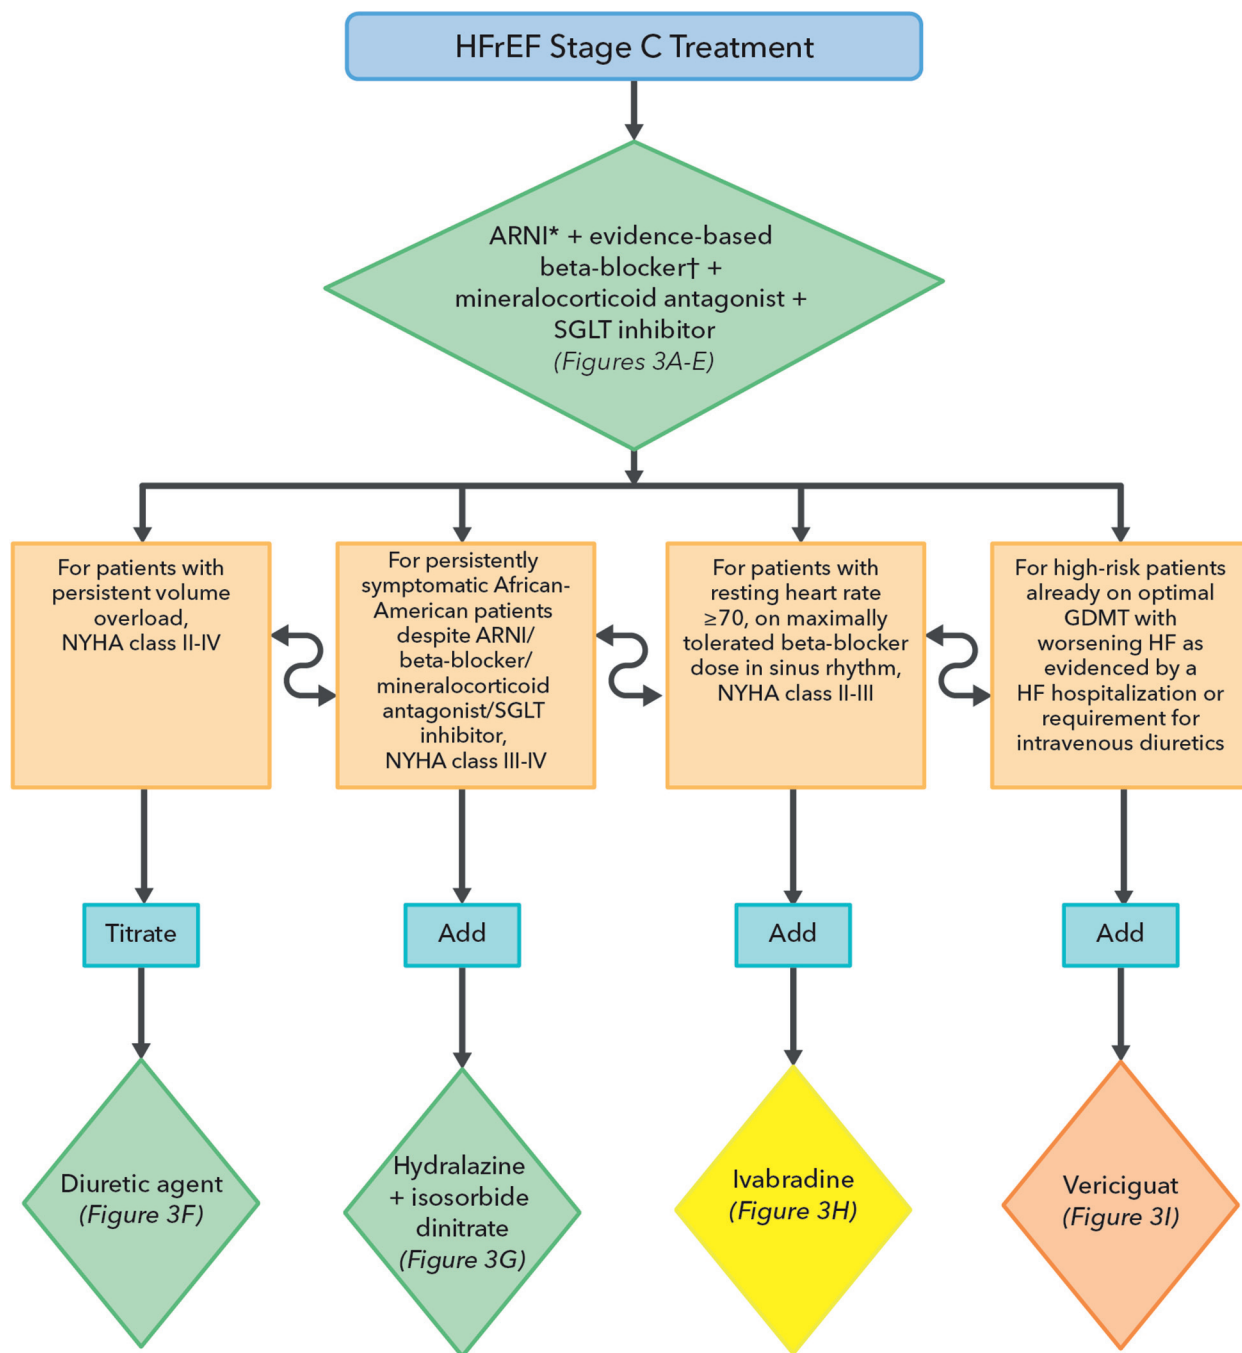 HFrEF Stage C Treatment
ARNI* + evidence-based
beta-blocker† +
mineralocorticoid antagonist +
SGLT inhibitor
(Figures 3A-E)
For patients with
persistent volume
overload,
NYHA class II-IV
For persistently
symptomatic African-
American patients
despite ARNI/
beta-blocker/
mineralocorticoid
antagonist/SGLT
inhibitor,
NYHA class III-IV
For patients with
resting heart rate
≥70, on maximally
tolerated beta-blocker
dose in sinus rhythm,
NYHA class II-III
For high-risk patients
already on optimal
GDMT with
worsening HF as
evidenced by a
HF hospitalization or
requirement for
intravenous diuretics
Titrate
Add
Add
Add
Diuretic agent
(Figure 3F)
Hydralazine
+ isosorbide
dinitrate
(Figure 3G)
Ivabradine
(Figure 3H)
Vericiguat
(Figure 3I)